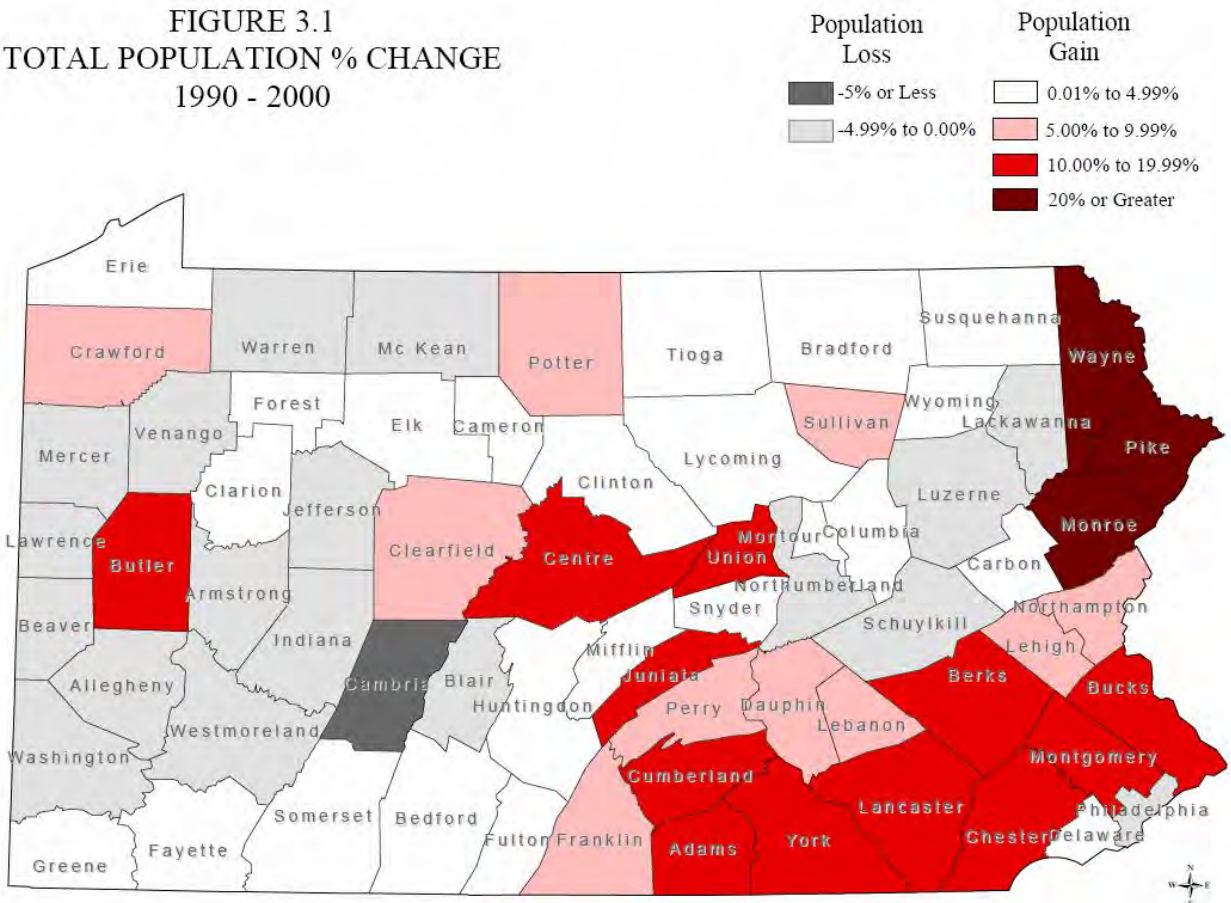 FIGURE 3.1
TOTAL POPULATION % CHANGE
1990 - 2000
Population
Loss
-5% or Less
-4.99% to 0.00%
Population
Gain
0.01% to 4.99%
5.00% to 9.99%
10.00% to 19.99%
20% or Greater
Erie
Crawford
Warren
Mc Kean
Potter
Tioga
Bradford
Susquehanna
Wayne
Forest
Venango
Elk
Cameron
Sullivan
Wyoming
Lackawanna
Mercer
Pike
Lycoming
Clinton
Clarion
Luzerne
Jefferson
Lawrence
Butler
Clearfield
Centre
Union
Montour
Columbia
Monroe
Carbon
Armstrong
Northumberland
Snyder
Northampton
Beaver
Indiana
Schuylkill
Mifflin
Lehigh
Juniata
Berks
Bucks
Allegheny
Cambria
Blair
Huntingdon
Perry
Dauphin
Lebanon
Westmoreland
Washington
Cumberland
Montgomery
Lancaster
Philadelphia
Somerset
Bedford
Fulton
Franklin
Adams
York
Chester
Delaware
Greene
Fayette
N
W
E
S